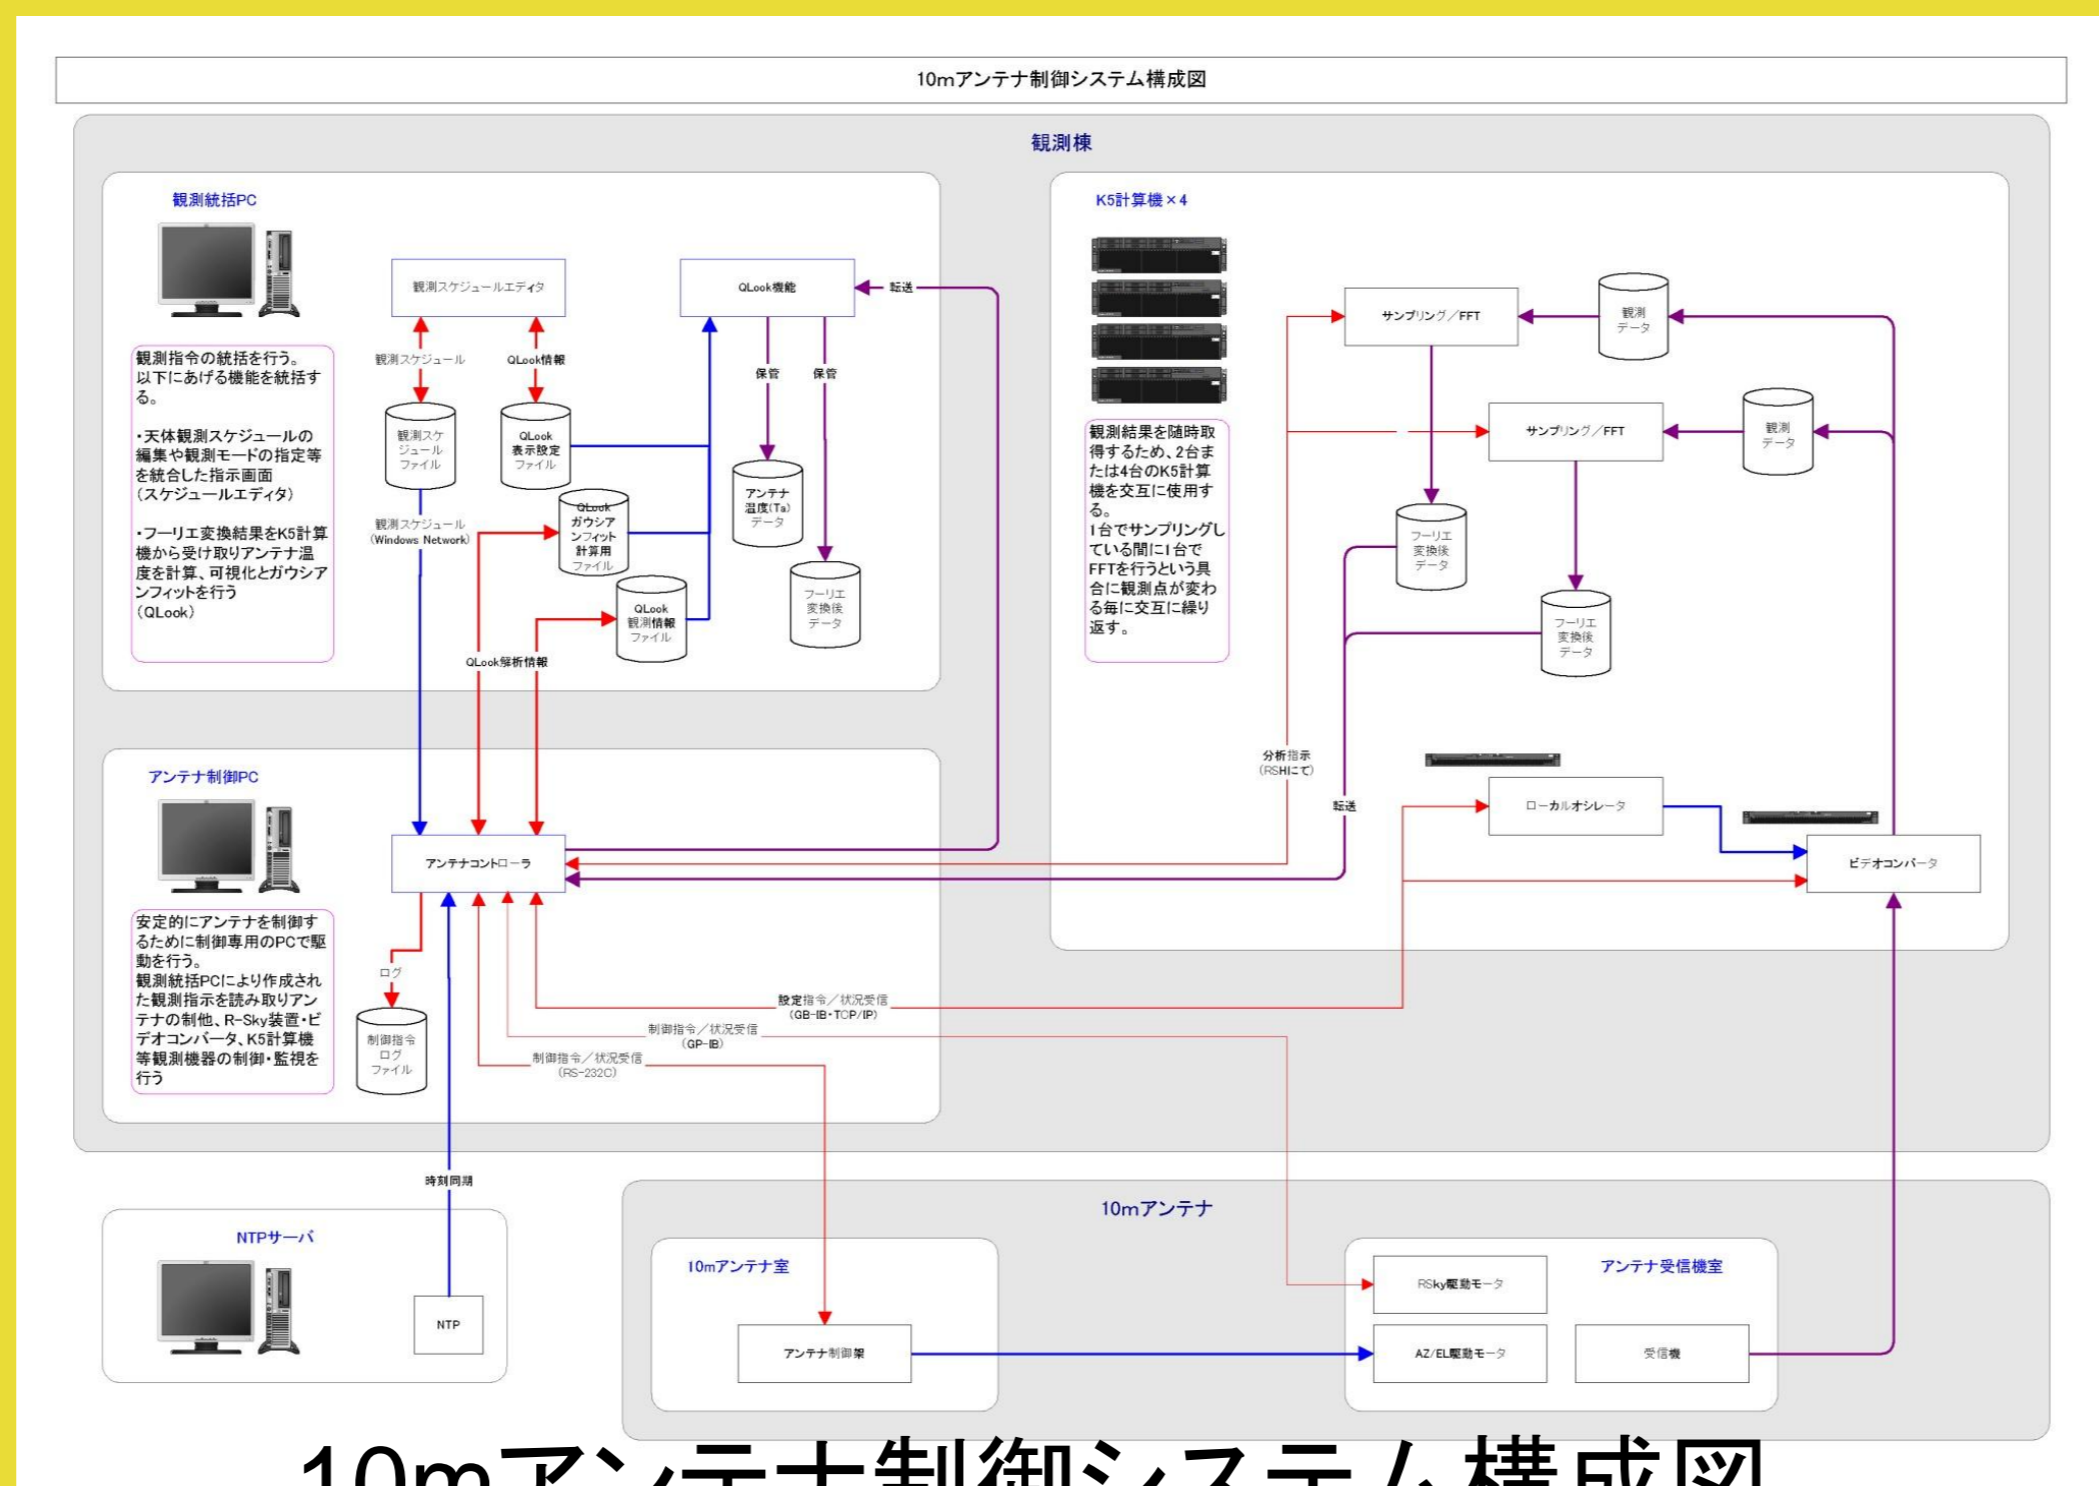 10mアンテナ制御システム構成図
観測棟
観測統括PC
観測指令の統括を行う。
以下にあげる機能を統括す
る。
・天体観測スケジュールの
編集や観測モードの指定等
を統合した指示画面
(スケジュールエディタ)
・フーリエ変換結果をK5計算
機から受け取りアンテナ温
度を計算、可視化とガウシア
ンフィットを行う
(QLook)
観測スケジュールエディタ
QLook機能
転送
観測スケジュール
QLook情報
保管
保管
観測スケ
ジュール
ファイル
QLook
表示設定
ファイル
QLook
ガウシア
ンフィット
計算用
ファイル
QLook
観測情報
ファイル
アンテナ
温度(Ta)
データ
フーリエ
変換後
データ
観測スケジュール
(Windows Network)
QLook解析情報
K5計算機×4
観測結果を随時取
得するため、2台ま
たは4台のK5計算
機を交互に使用す
る。
1台でサンプリングし
ている間に1台で
FFTを行うという具
合に観測点が変わ
る毎に交互に繰り
返す。
サンプリング/FFT
観測
データ
サンプリング/FFT
観測
データ
フーリエ
変換後
データ
フーリエ
変換後
データ
分析指示
(RSHにて)
転送
ローカルオシレータ
ビデオコンバータ
アンテナ制御PC
安定的にアンテナを制御す
るために制御専用のPCで駆
動を行う。
観測統括PCにより作成され
た観測指示を読み取りアン
テナの制他、R-Sky装置・ビ
デオコンバータ、K5計算機
等観測機器の制御・監視を
行う
アンテナコントローラ
ログ
制御指令
ログ
ファイル
設定指令/状況受信
(GB-IB・TCP/IP)
制御指令/状況受信
(GP-IB)
制御指令/状況受信
(RS-232C)
時刻同期
NTPサーバ
NTP
10mアンテナ
10mアンテナ室
アンテナ制御架
アンテナ受信機室
RSky駆動モータ
AZ/EL駆動モータ
受信機
10mアンテナ制御システム構成図